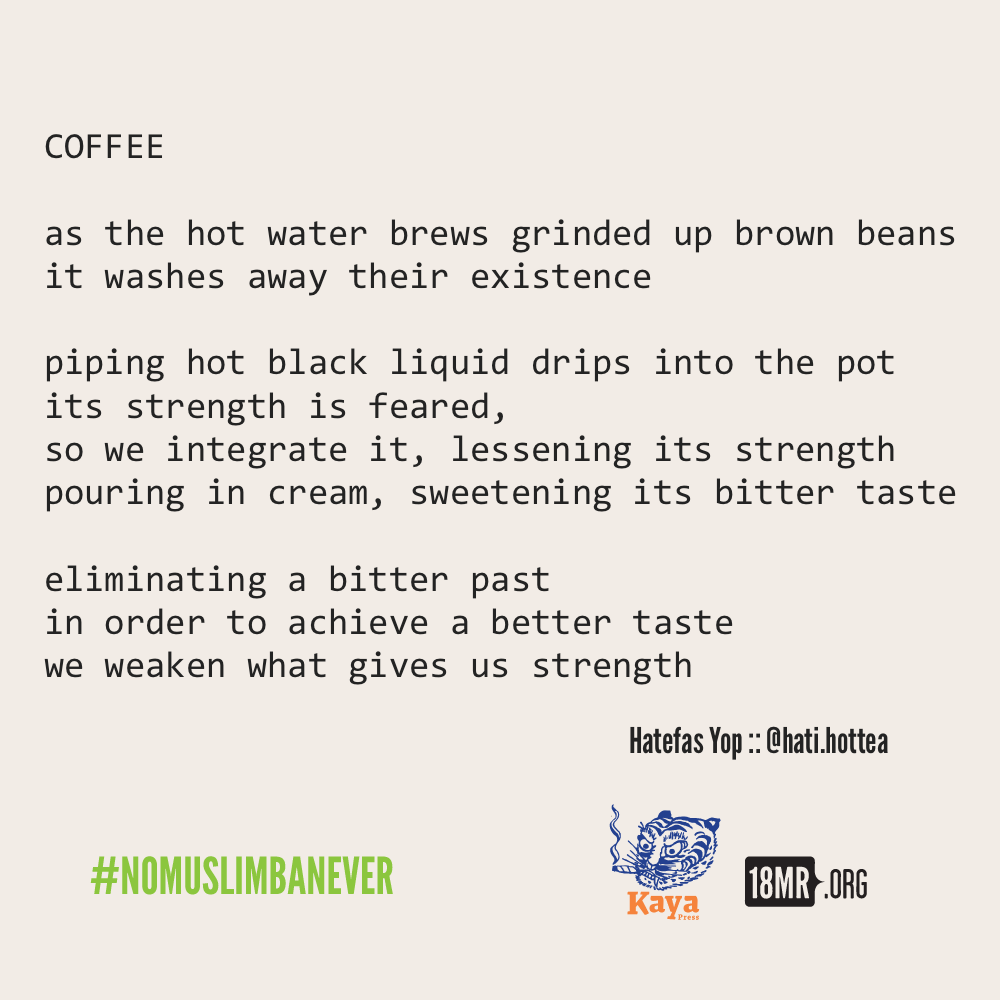 COFFEE
as the hot water brews grinded up brown beans
it washes away their existence
piping hot black liquid drips into the pot
its strength is feared,
so we integrate it, lessening its strength
pouring in cream, sweetening its bitter taste
eliminating a bitter past
in order to achieve a better taste
we weaken what gives us strength
Hatefas Yop :: @hati.hottea
#NOMUSLIMBANEVER
Kaya
Press
18MR.ORG